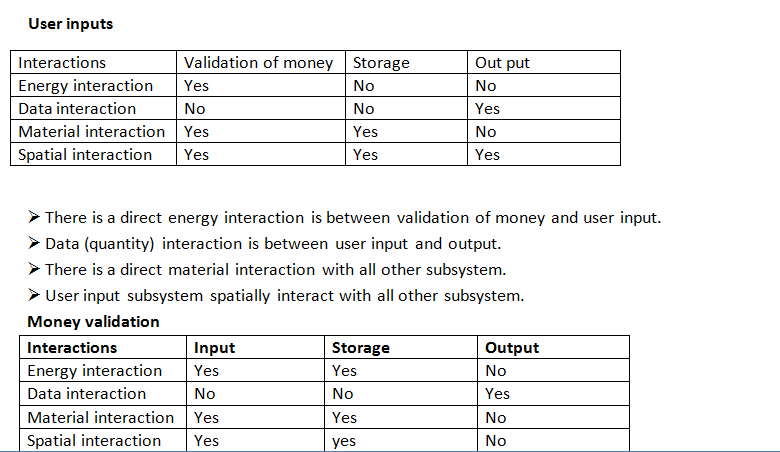 User inputs
Interactions Validation of money Storage Out put
Energy interaction Yes No No
Data interaction No No Yes
Material interaction Yes Yes No
Spatial interaction Yes Yes Yes
➢ There is a direct energy interaction is between validation of money and user input.
➢ Data (quantity) interaction is between user input and output.
➢ There is a direct material interaction with all other subsystem.
➢ User input subsystem spatially interact with all other subsystem.
Money validation
Interactions Input Storage Output
Energy interaction Yes Yes No
Data interaction No No Yes
Material interaction Yes Yes No
Spatial interaction Yes yes No